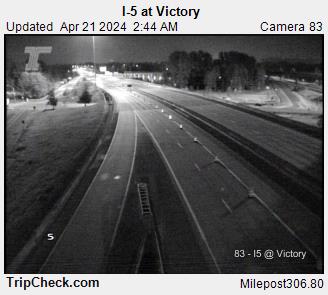 I-5 at Victory
Updated Apr 21 2024 2:44 AM Camera 83
T
S
83 - I5 @ Victory
TripCheck.com Milepost306.80